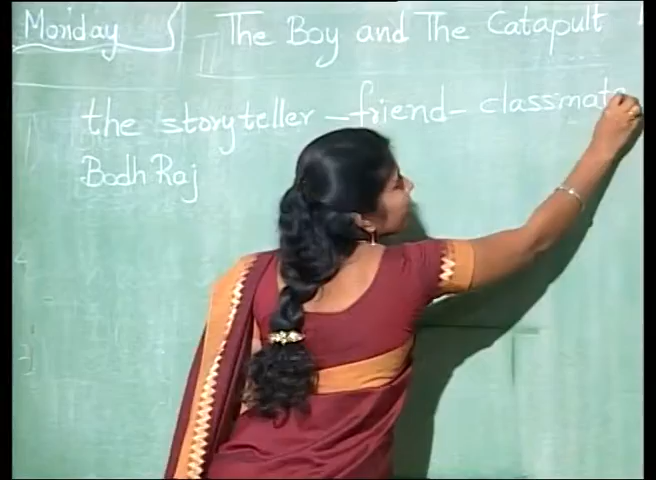 Monday The Boy and The Catapult
the storyteller - friend - classmate
Bodh Raj